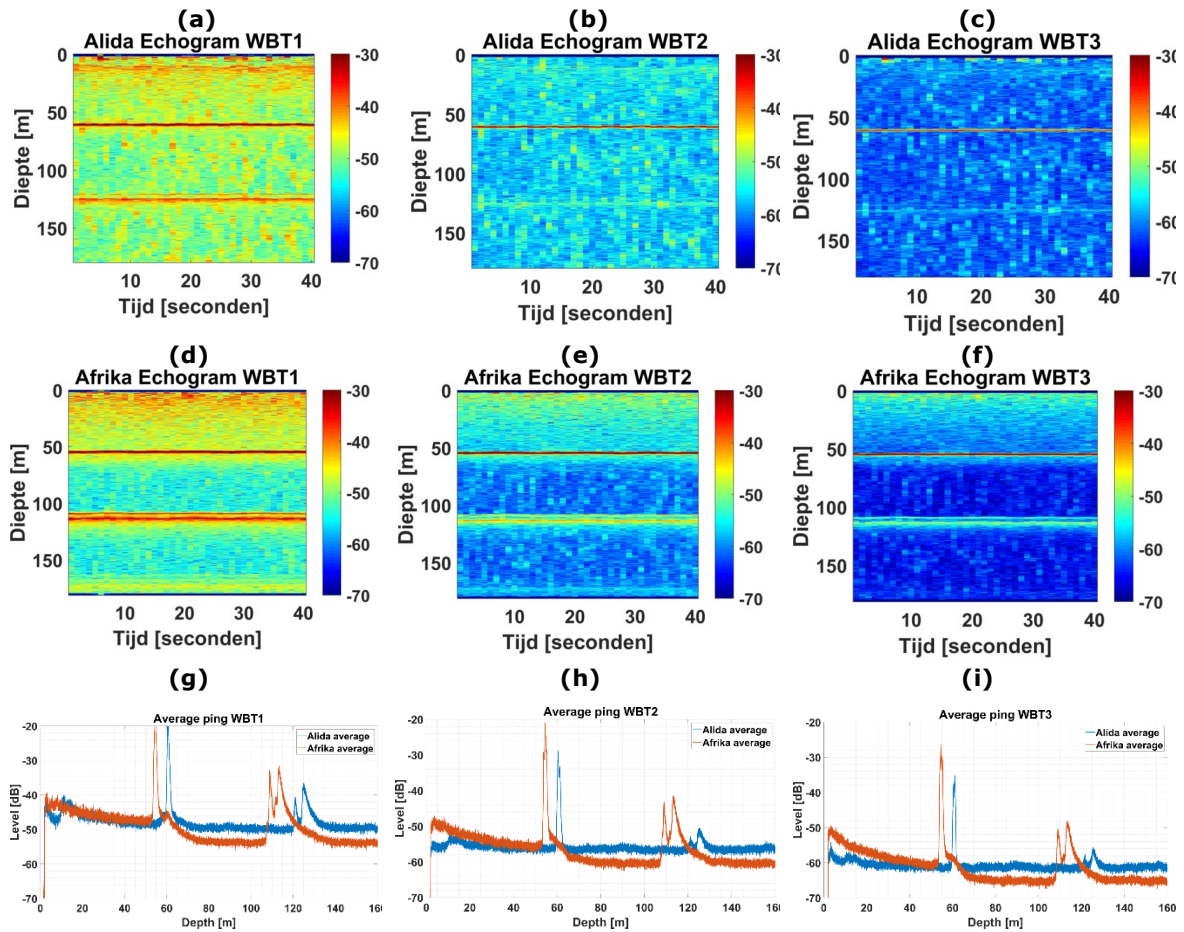 (a)
Alida Echogram WBT1
0
50
100
150
Diepte [m]
10 20 30 40
Tijd [seconden]
-30
-40
-50
-60
-70
(b)
Alida Echogram WBT2
0
50
100
150
Diepte [m]
10 20 30 40
Tijd [seconden]
-30
-40
-50
-60
-70
(c)
Alida Echogram WBT3
0
50
100
150
Diepte [m]
10 20 30 40
Tijd [seconden]
-30
-40
-50
-60
-70
(d)
Afrika Echogram WBT1
0
50
100
150
Diepte [m]
10 20 30 40
Tijd [seconden]
-30
-40
-50
-60
-70
(e)
Afrika Echogram WBT2
0
50
100
150
Diepte [m]
10 20 30 40
Tijd [seconden]
-30
-40
-50
-60
-70
(f)
Afrika Echogram WBT3
0
50
100
150
Diepte [m]
10 20 30 40
Tijd [seconden]
-30
-40
-50
-60
-70
(g)
Average ping WBT1
Alida average
Afrika average
-20
-30
-40
-50
-60
-70
Level [dB]
0 20 40 60 80 100 120 140 160
Depth [m]
(h)
Average ping WBT2
Alida average
Afrika average
-20
-30
-40
-50
-60
-70
Level [dB]
0 20 40 60 80 100 120 140 160
Depth [m]
(i)
Average ping WBT3
Alida average
Afrika average
-20
-30
-40
-50
-60
-70
Level [dB]
0 20 40 60 80 100 120 140 160
Depth [m]